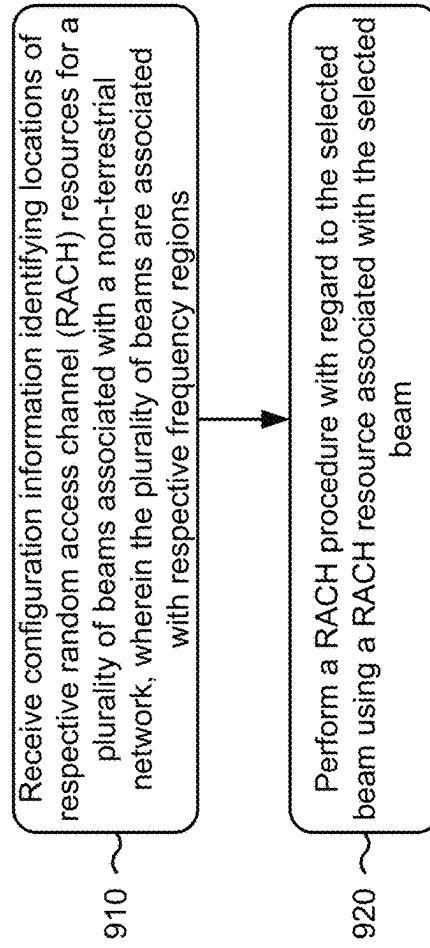 910
Receive configuration information identifying locations of
respective random access channel (RACH) resources for a
plurality of beams associated with a non-terrestrial
network, wherein the plurality of beams are associated
with respective frequency regions
920
Perform a RACH procedure with regard to the selected
beam using a RACH resource associated with the selected
beam